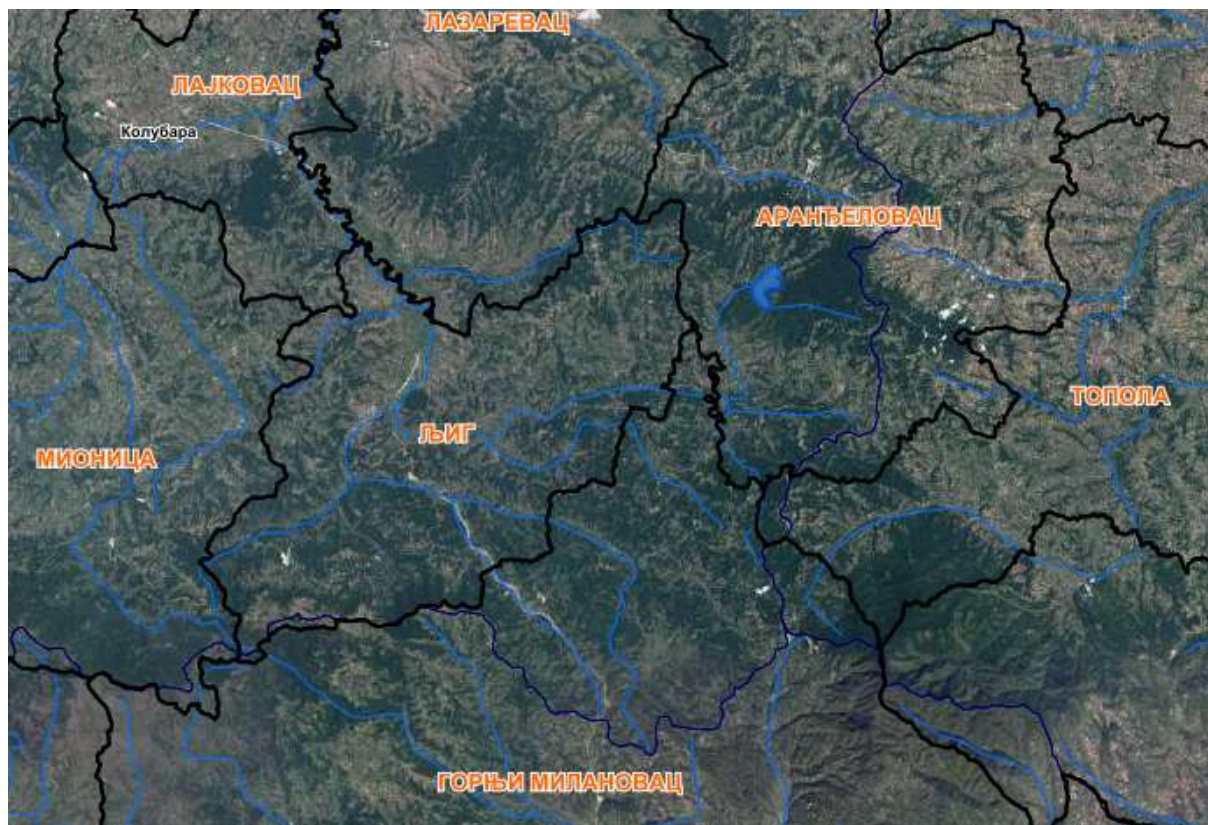 ЛАЗАРЕВАЦ
ЛАЈКОВАЦ
Колубара
АРАНЂЕЛОВАЦ
ТОПОЛА
ЉИГ
МИОНИЦА
ГОРЊИ МИЛАНОВАЦ